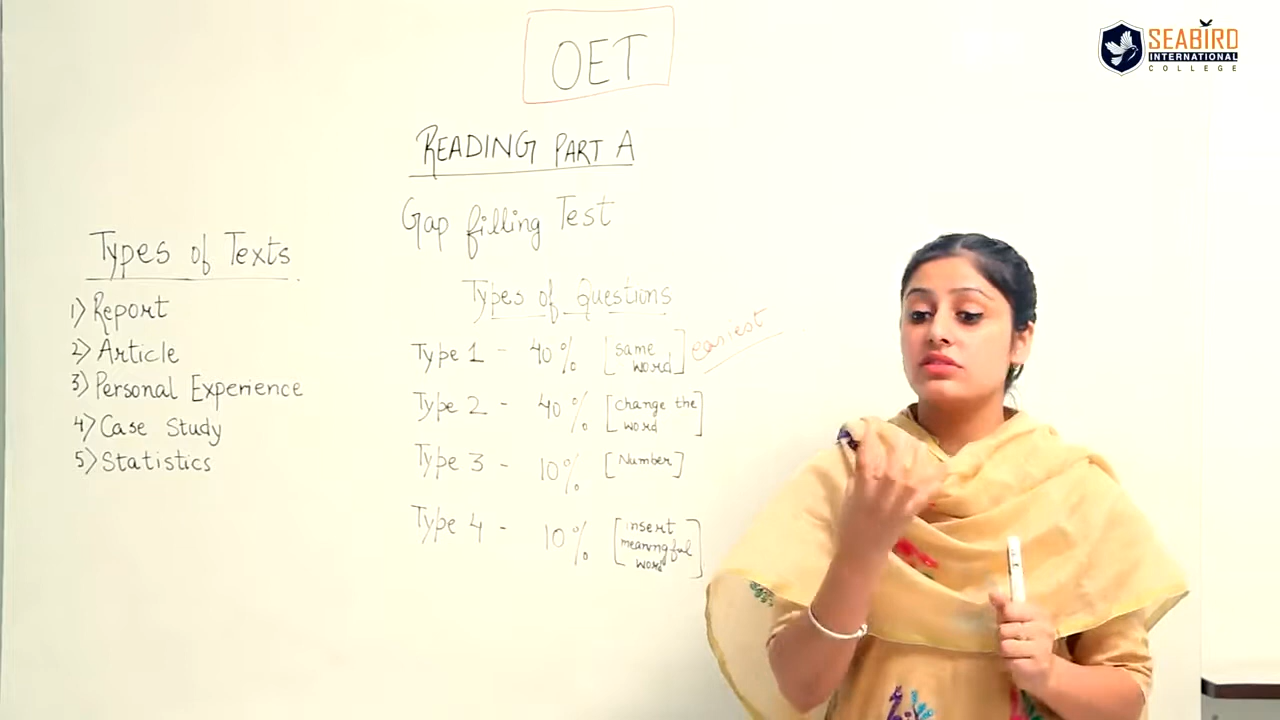 OET
SEABIRD
INTERNATIONAL
COLLEGE
READING PART A
Gap filling Test
Types of Texts
1) Report
2) Article
3) Personal Experience
4) Case Study
5) Statistics
Types of Questions
Type 1 - 40% [same word] easiest
Type 2 - 40% [change the word]
Type 3 - 10% [Number]
Type 4 - 10% [insert meaningful word]